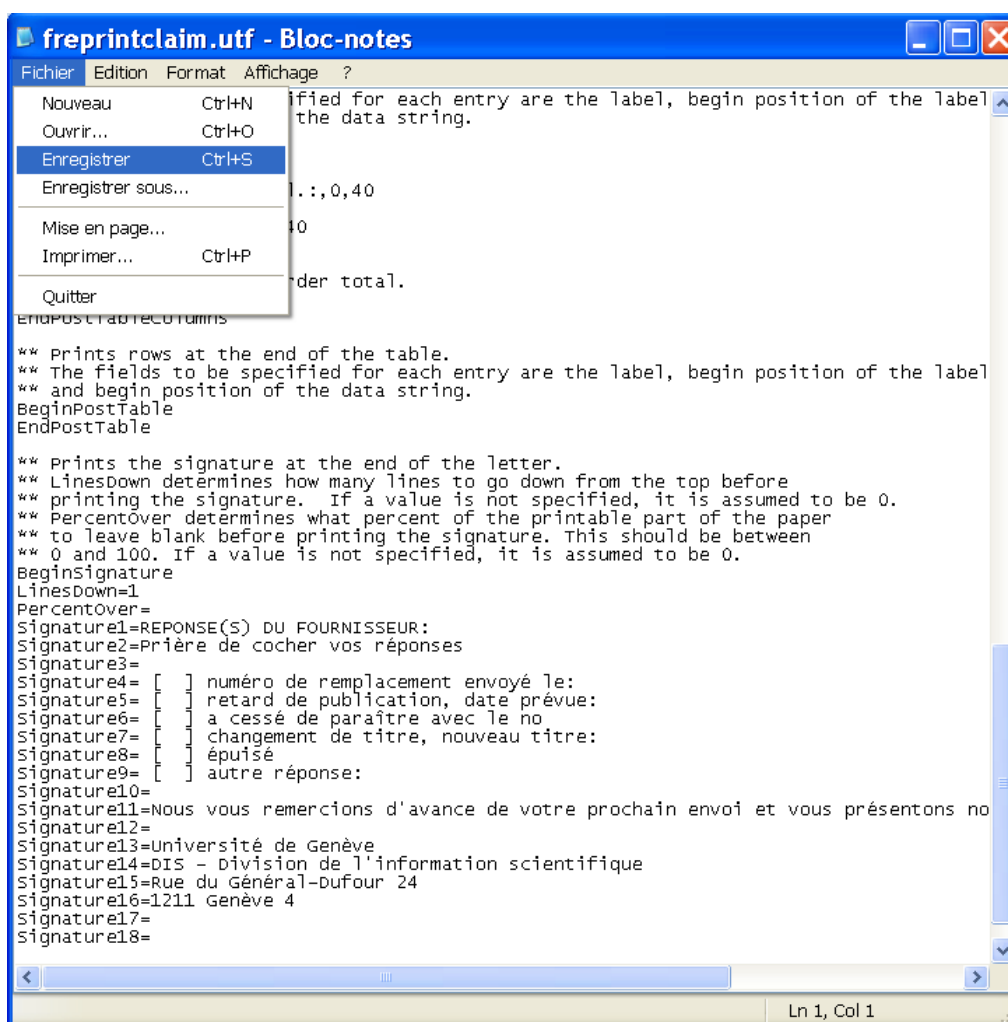 freprintclaim.utf - Bloc-notes
Fichier Edition Format Affichage ?
Nouveau Ctrl+N
Ouvrir... Ctrl+O
Enregistrer Ctrl+S
Enregistrer sous...
Mise en page...
Imprimer... Ctrl+P
Quitter
for each entry are the label, begin position of the label
the data string.
.:,0,40
40
total.
EndPostTableColumns
** Prints rows at the end of the table.
** The fields to be specified for each entry are the label, begin position of the label
** and begin position of the data string.
BeginPostTable
EndPostTable
** Prints the signature at the end of the letter.
** LinesDown determines how many lines to go down from the top before
** printing the signature.  If a value is not specified, it is assumed to be 0.
** PercentOver determines what percent of the printable part of the paper
** to leave blank before printing the signature. This should be between
** 0 and 100. If a value is not specified, it is assumed to be 0.
BeginSignature
LinesDown=1
PercentOver=
Signature1=REPONSE(S) DU FOURNISSEUR:
Signature2=Prière de cocher vos réponses
Signature3=
Signature4= [  ] numéro de remplacement envoyé le:
Signature5= [  ] retard de publication, date prévue:
Signature6= [  ] a cessé de paraître avec le no
Signature7= [  ] changement de titre, nouveau titre:
Signature8= [  ] épuisé
Signature9= [  ] autre réponse:
Signature10=
Signature11=Nous vous remercions d'avance de votre prochain envoi et vous présentons no
Signature12=
Signature13=Université de Genève
Signature14=DIS – Division de l'information scientifique
Signature15=Rue du Général-Dufour 24
Signature16=1211 Genève 4
Signature17=
Signature18=
Ln 1, Col 1